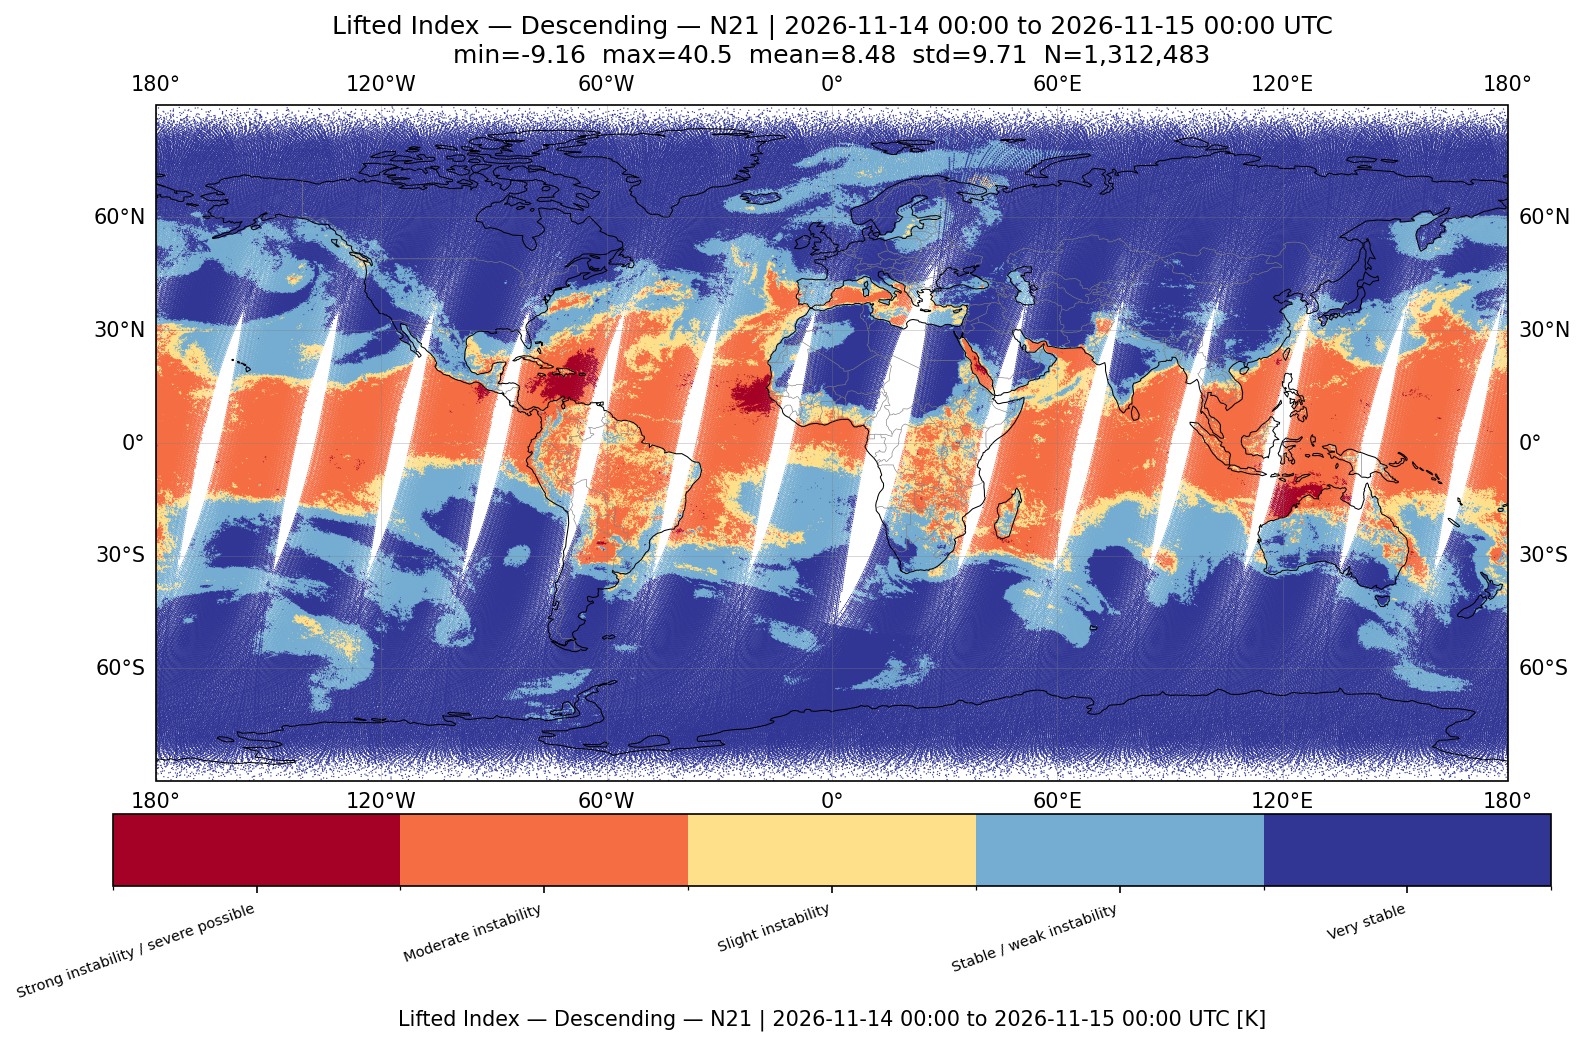 Lifted Index — Descending — N21 | 2026-11-14 00:00 to 2026-11-15 00:00 UTC
min=-9.16 max=40.5 mean=8.48 std=9.71 N=1,312,483
180° 120°W 60°W 0° 60°E 120°E 180°
60°N 60°N
30°N 30°N
0° 0°
30°S 30°S
60°S 60°S
180° 120°W 60°W 0° 60°E 120°E 180°
Strong instability / severe possible
Moderate instability
Slight instability
Stable / weak instability
Very stable
Lifted Index — Descending — N21 | 2026-11-14 00:00 to 2026-11-15 00:00 UTC [K]